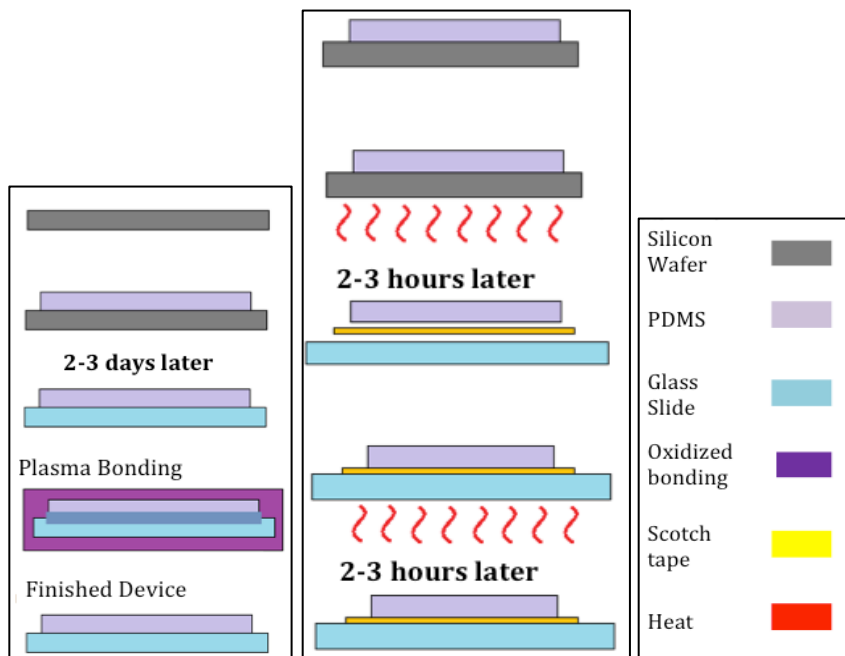 2-3 days later
Plasma Bonding
Finished Device
2-3 hours later
2-3 hours later
Silicon
Wafer
PDMS
Glass
Slide
Oxidized
bonding
Scotch
tape
Heat